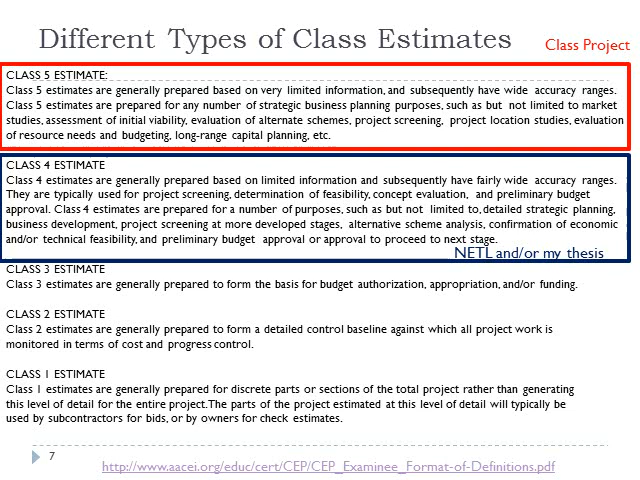 Different Types of Class Estimates
Class Project
CLASS 5 ESTIMATE:
Class 5 estimates are generally prepared based on very limited information, and subsequently have wide accuracy ranges.
Class 5 estimates are prepared for any number of strategic business planning purposes, such as but not limited to market
studies, assessment of initial viability, evaluation of alternate schemes, project screening, project location studies, evaluation
of resource needs and budgeting, long-range capital planning, etc.
CLASS 4 ESTIMATE
Class 4 estimates are generally prepared based on limited information and subsequently have fairly wide accuracy ranges.
They are typically used for project screening, determination of feasibility, concept evaluation, and preliminary budget
approval. Class 4 estimates are prepared for a number of purposes, such as but not limited to, detailed strategic planning,
business development, project screening at more developed stages, alternative scheme analysis, confirmation of economic
and/or technical feasibility, and preliminary budget approval or approval to proceed to next stage.
NETL and/or my thesis
CLASS 3 ESTIMATE
Class 3 estimates are generally prepared to form the basis for budget authorization, appropriation, and/or funding.
CLASS 2 ESTIMATE
Class 2 estimates are generally prepared to form a detailed control baseline against which all project work is
monitored in terms of cost and progress control.
CLASS 1 ESTIMATE
Class 1 estimates are generally prepared for discrete parts or sections of the total project rather than generating
this level of detail for the entire project. The parts of the project estimated at this level of detail will typically be
used by subcontractors for bids, or by owners for check estimates.
7
http://www.aacei.org/educ/cert/CEP/CEP_Examinee_Format-of-Definitions.pdf